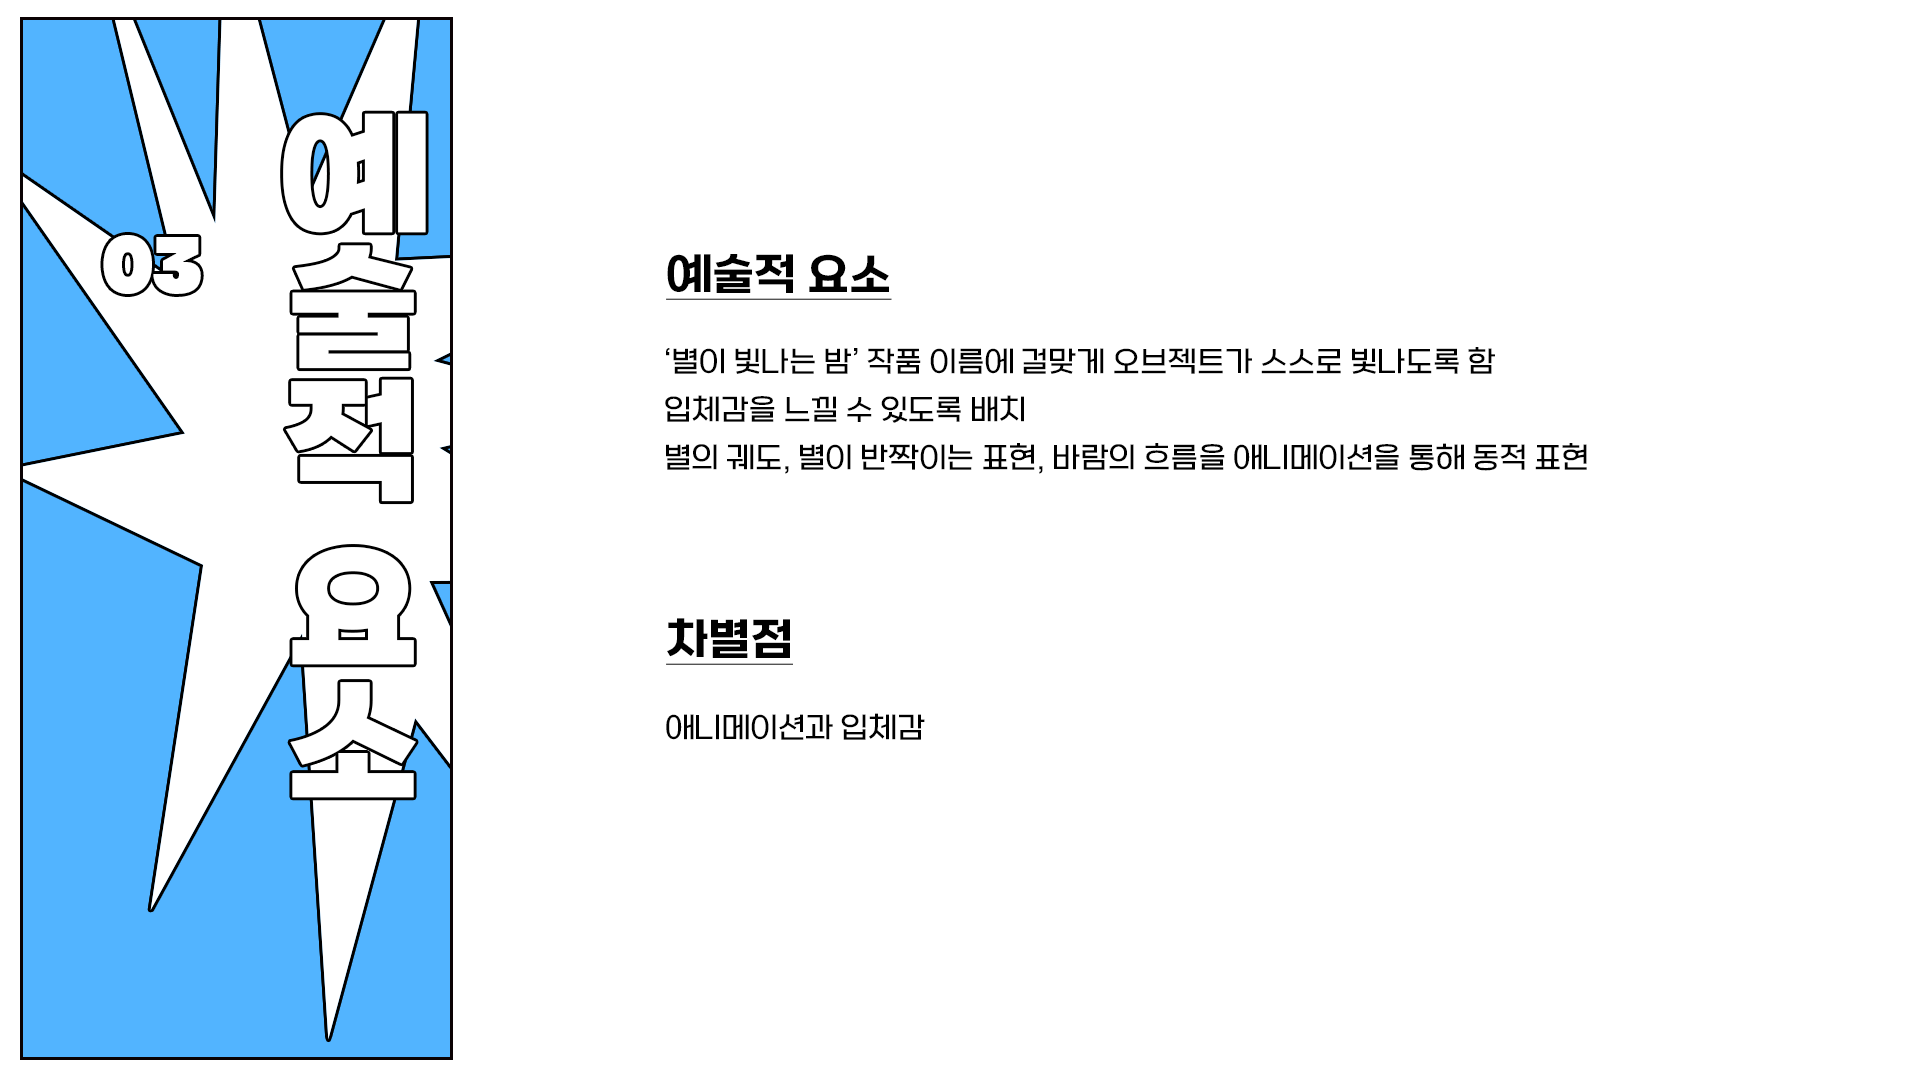 03
예술적 요소
예술적 요소
‘별이 빛나는 밤’ 작품 이름에 걸맞게 오브젝트가 스스로 빛나도록 함
입체감을 느낄 수 있도록 배치
별의 궤도, 별이 반짝이는 표현, 바람의 흐름을 애니메이션을 통해 동적 표현
차별점
애니메이션과 입체감